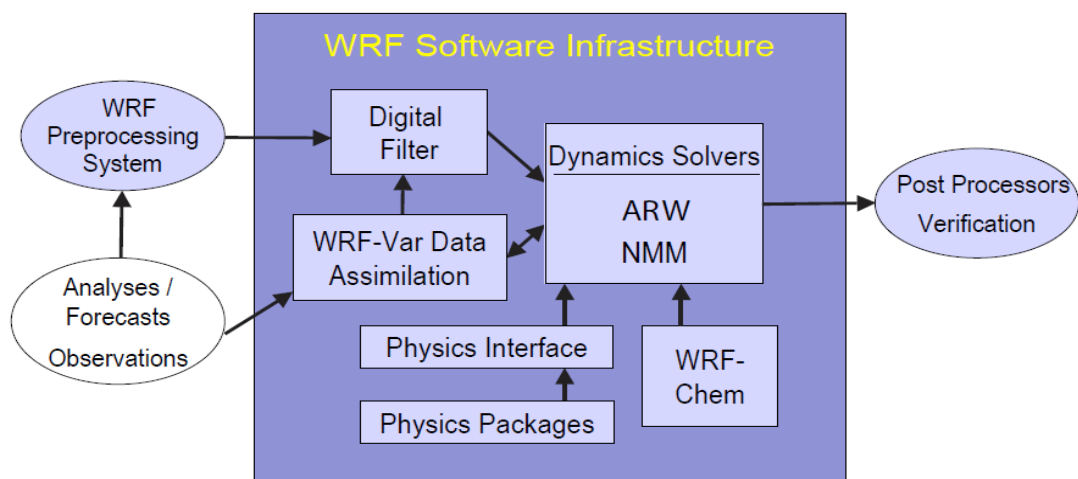 WRF Software Infrastructure
WRF
Preprocessing
System
Digital
Filter
Dynamics Solvers
ARW
NMM
Post Processors
Verification
WRF-Var Data
Assimilation
Analyses /
Forecasts
Observations
Physics Interface
WRF-
Chem
Physics Packages